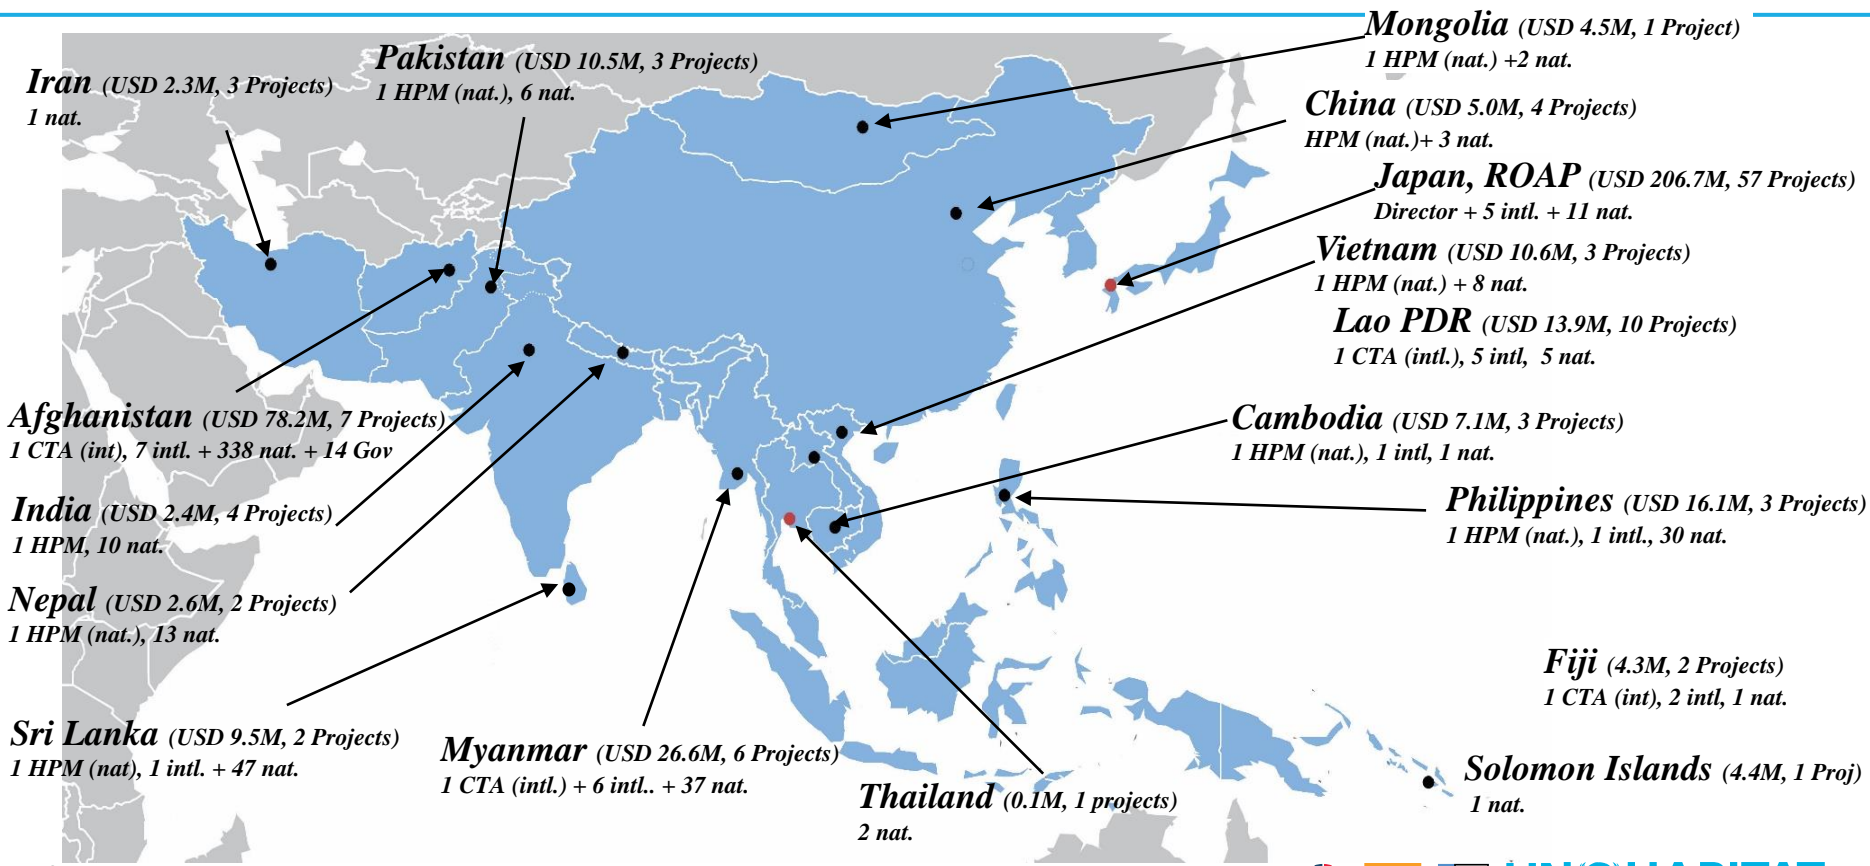 Mongolia (USD 4.5M, 1 Project)
1 HPM (nat.) +2 nat.
Pakistan (USD 10.5M, 3 Projects)
1 HPM (nat.), 6 nat.
Iran (USD 2.3M, 3 Projects)
1 nat.
China (USD 5.0M, 4 Projects)
HPM (nat.)+ 3 nat.
Japan, ROAP (USD 206.7M, 57 Projects)
Director + 5 intl. + 11 nat.
Vietnam (USD 10.6M, 3 Projects)
1 HPM (nat.) + 8 nat.
Lao PDR (USD 13.9M, 10 Projects)
1 CTA (intl.), 5 intl, 5 nat.
Afghanistan (USD 78.2M, 7 Projects)
1 CTA (int), 7 intl. + 338 nat. + 14 Gov
Cambodia (USD 7.1M, 3 Projects)
1 HPM (nat.), 1 intl, 1 nat.
India (USD 2.4M, 4 Projects)
1 HPM, 10 nat.
Philippines (USD 16.1M, 3 Projects)
1 HPM (nat.), 1 intl., 30 nat.
Nepal (USD 2.6M, 2 Projects)
1 HPM (nat.), 13 nat.
Fiji (4.3M, 2 Projects)
1 CTA (int), 2 intl, 1 nat.
Sri Lanka (USD 9.5M, 2 Projects)
1 HPM (nat), 1 intl. + 47 nat.
Myanmar (USD 26.6M, 6 Projects)
1 CTA (intl.) + 6 intl.. + 37 nat.
Thailand (0.1M, 1 projects)
2 nat.
Solomon Islands (4.4M, 1 Proj)
1 nat.
UN HABITAT